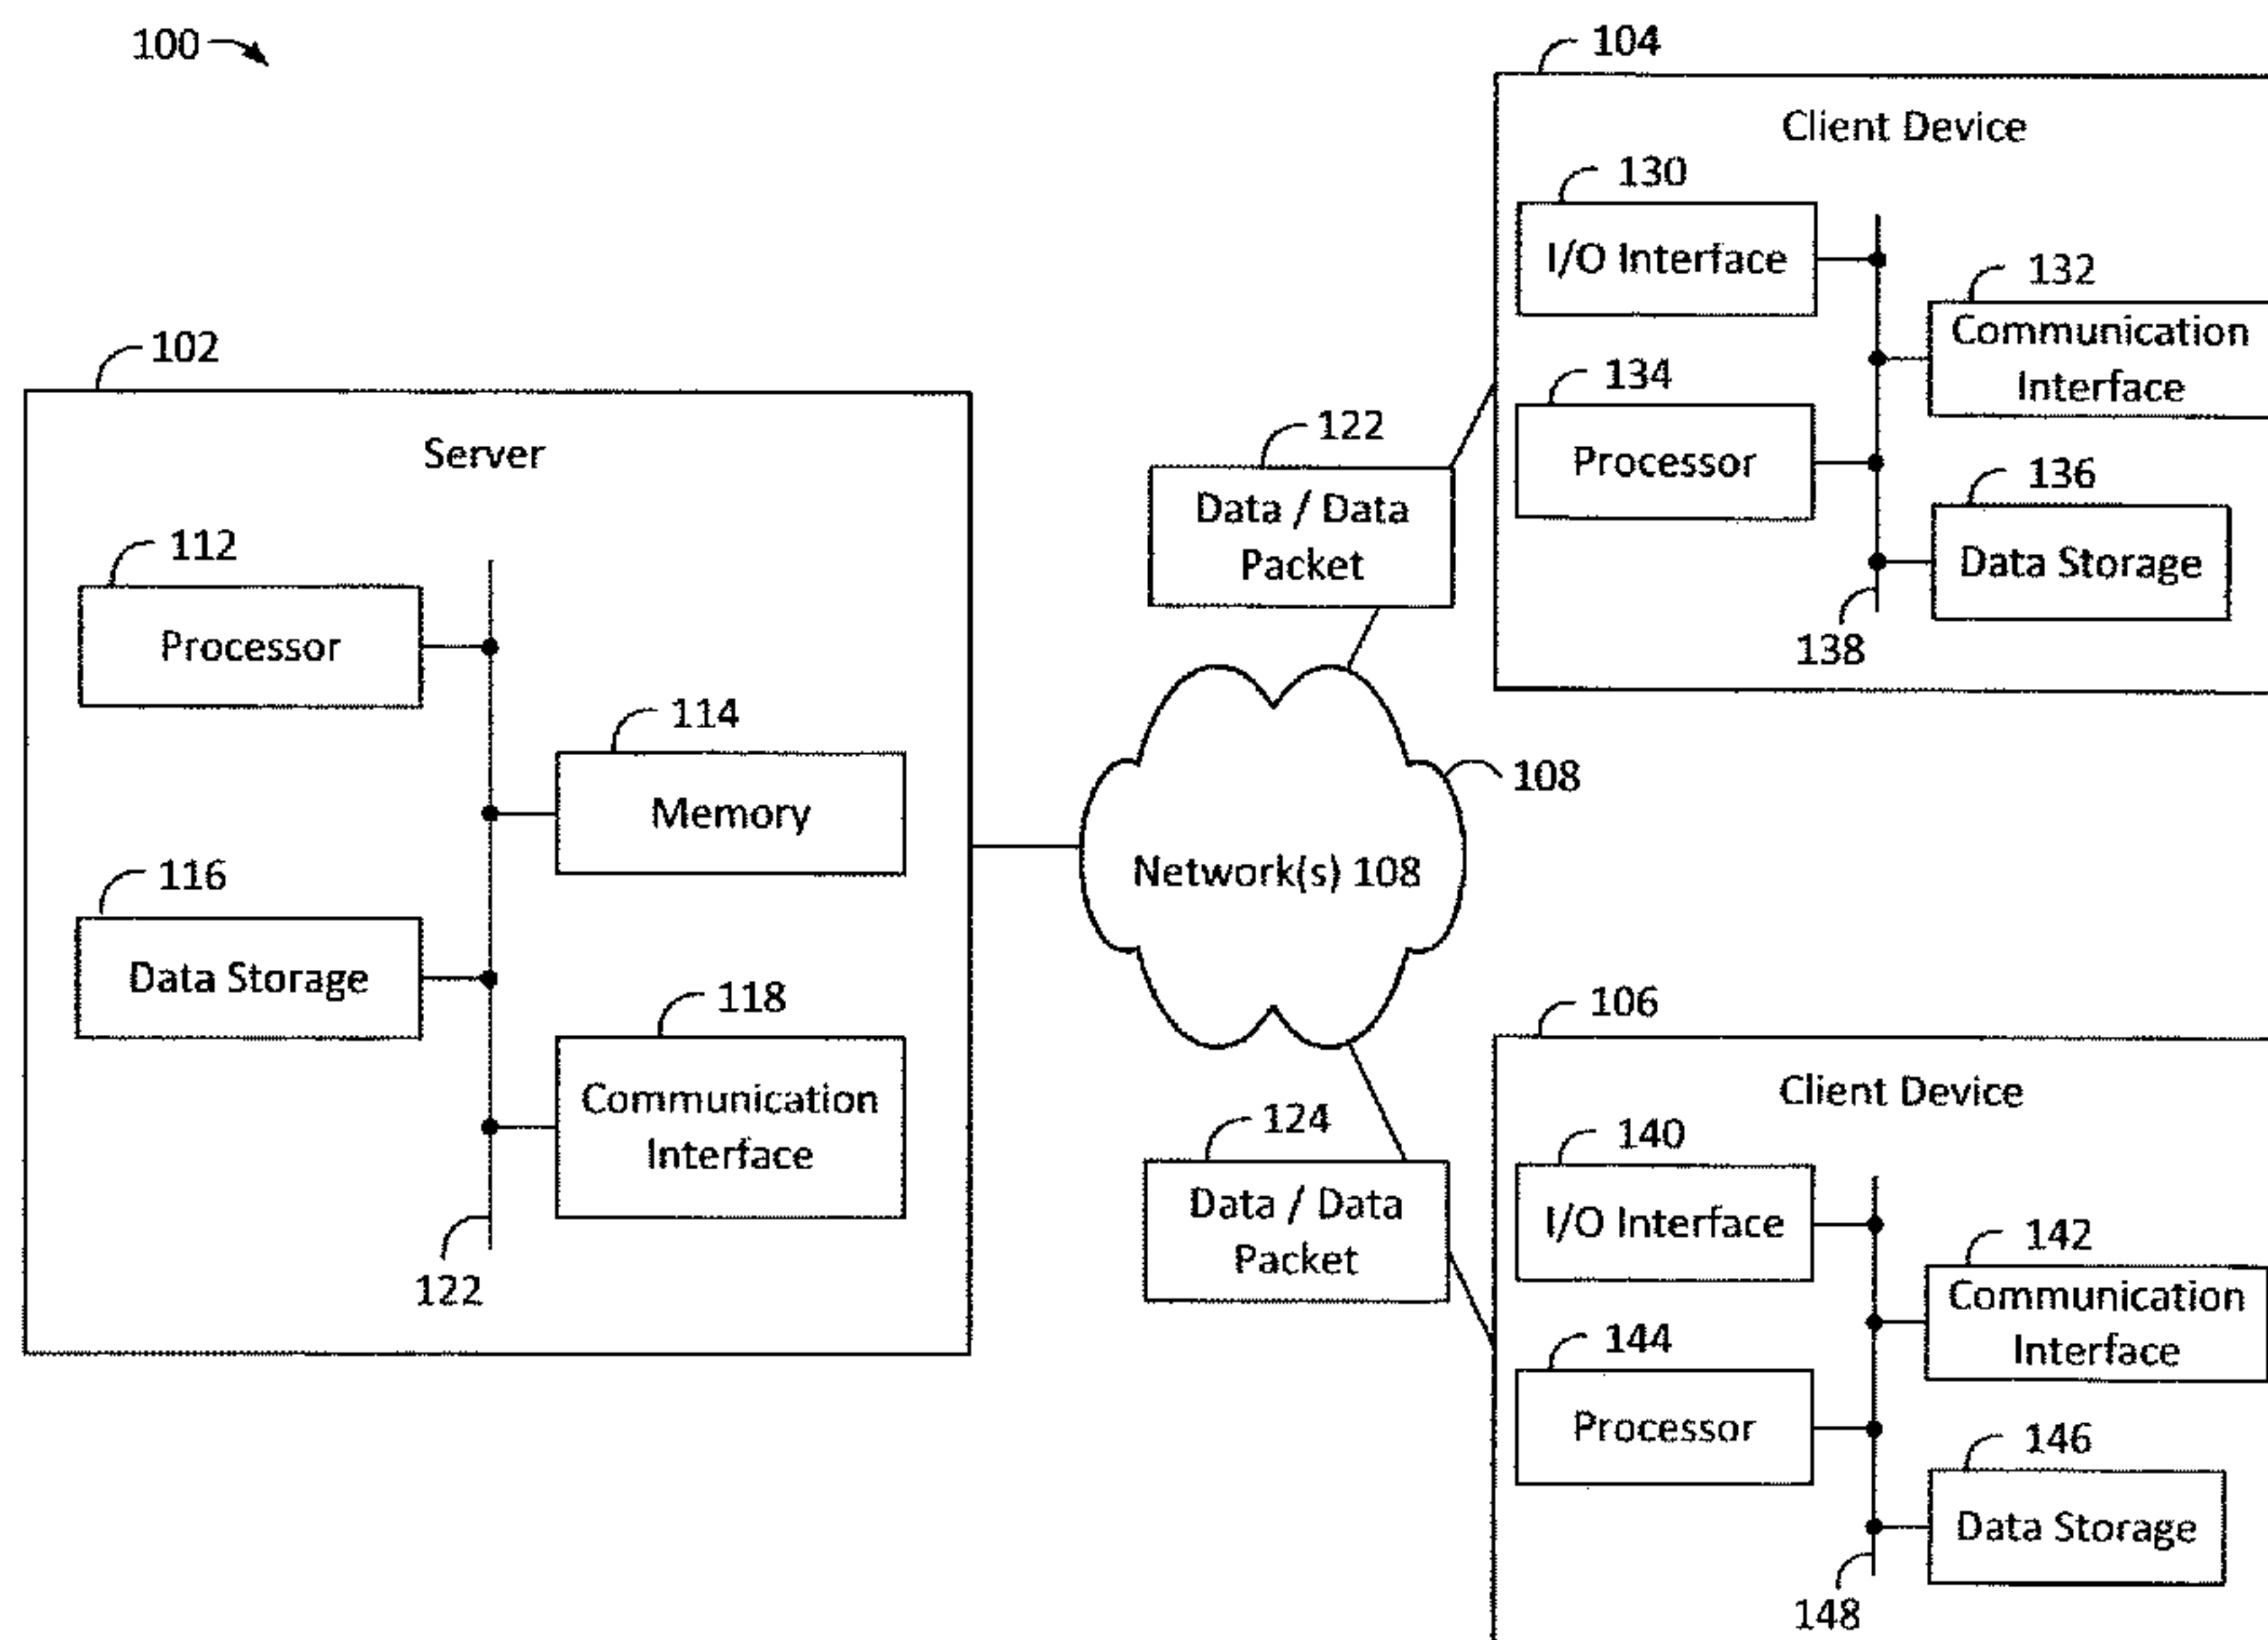 100
104
Client Device
130
I/O Interface
132
Communication
Interface
134
Processor
136
Data Storage
138
102
Server
112
Processor
114
Memory
116
Data Storage
118
Communication
Interface
122
122
Data / Data
Packet
108
Network(s) 108
124
Data / Data
Packet
106
Client Device
140
I/O Interface
142
Communication
Interface
144
Processor
146
Data Storage
148